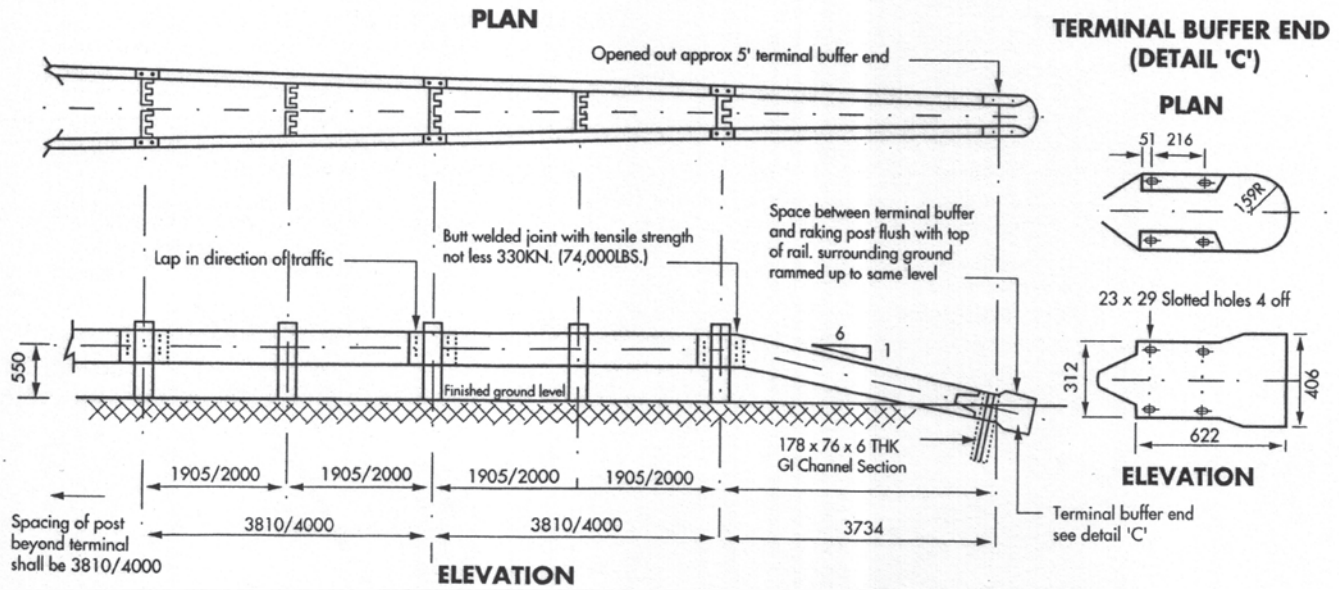 PLAN
Opened out approx 5' terminal buffer end
TERMINAL BUFFER END
(DETAIL 'C')
PLAN
51
216
159R
Lap in direction of traffic
Butt welded joint with tensile strength
not less 330KN. (74,000LBS.)
Space between terminal buffer
and raking post flush with top
of rail. surrounding ground
rammed up to same level
23 x 29 Slotted holes 4 off
6
1
550
Finished ground level
312
406
622
178 x 76 x 6 THK
GI Channel Section
ELEVATION
1905/2000
1905/2000
1905/2000
1905/2000
Spacing of post
beyond terminal
shall be 3810/4000
3810/4000
3810/4000
3734
Terminal buffer end
see detail 'C'
ELEVATION